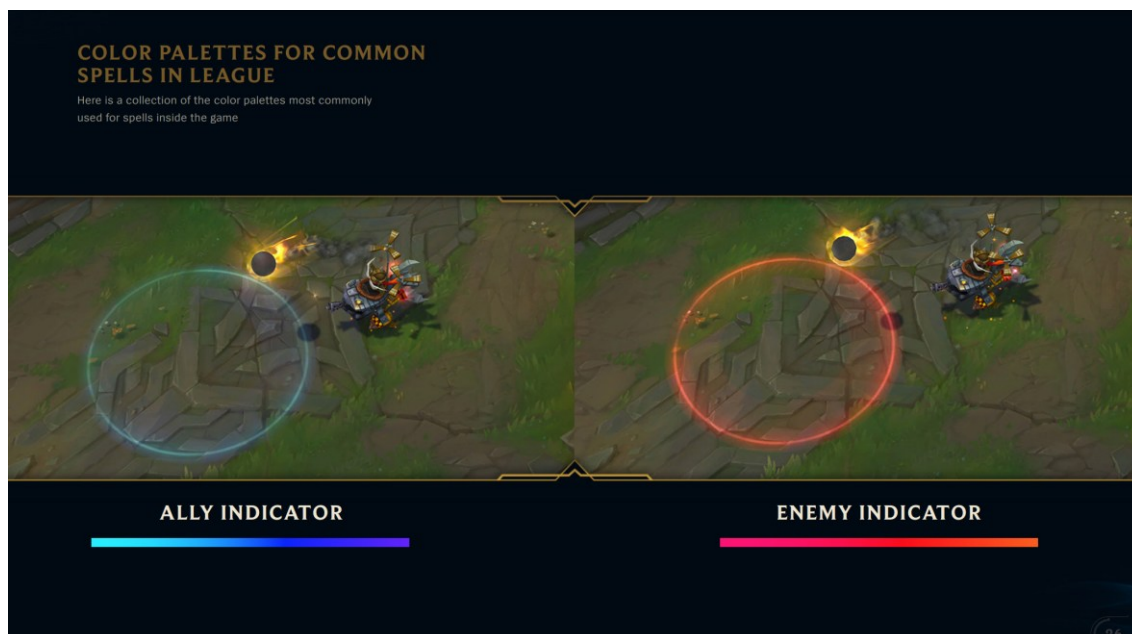 COLOR PALETTES FOR COMMON
SPELLS IN LEAGUE
Here is a collection of the color palettes most commonly
used for spells inside the game
ALLY INDICATOR
ENEMY INDICATOR